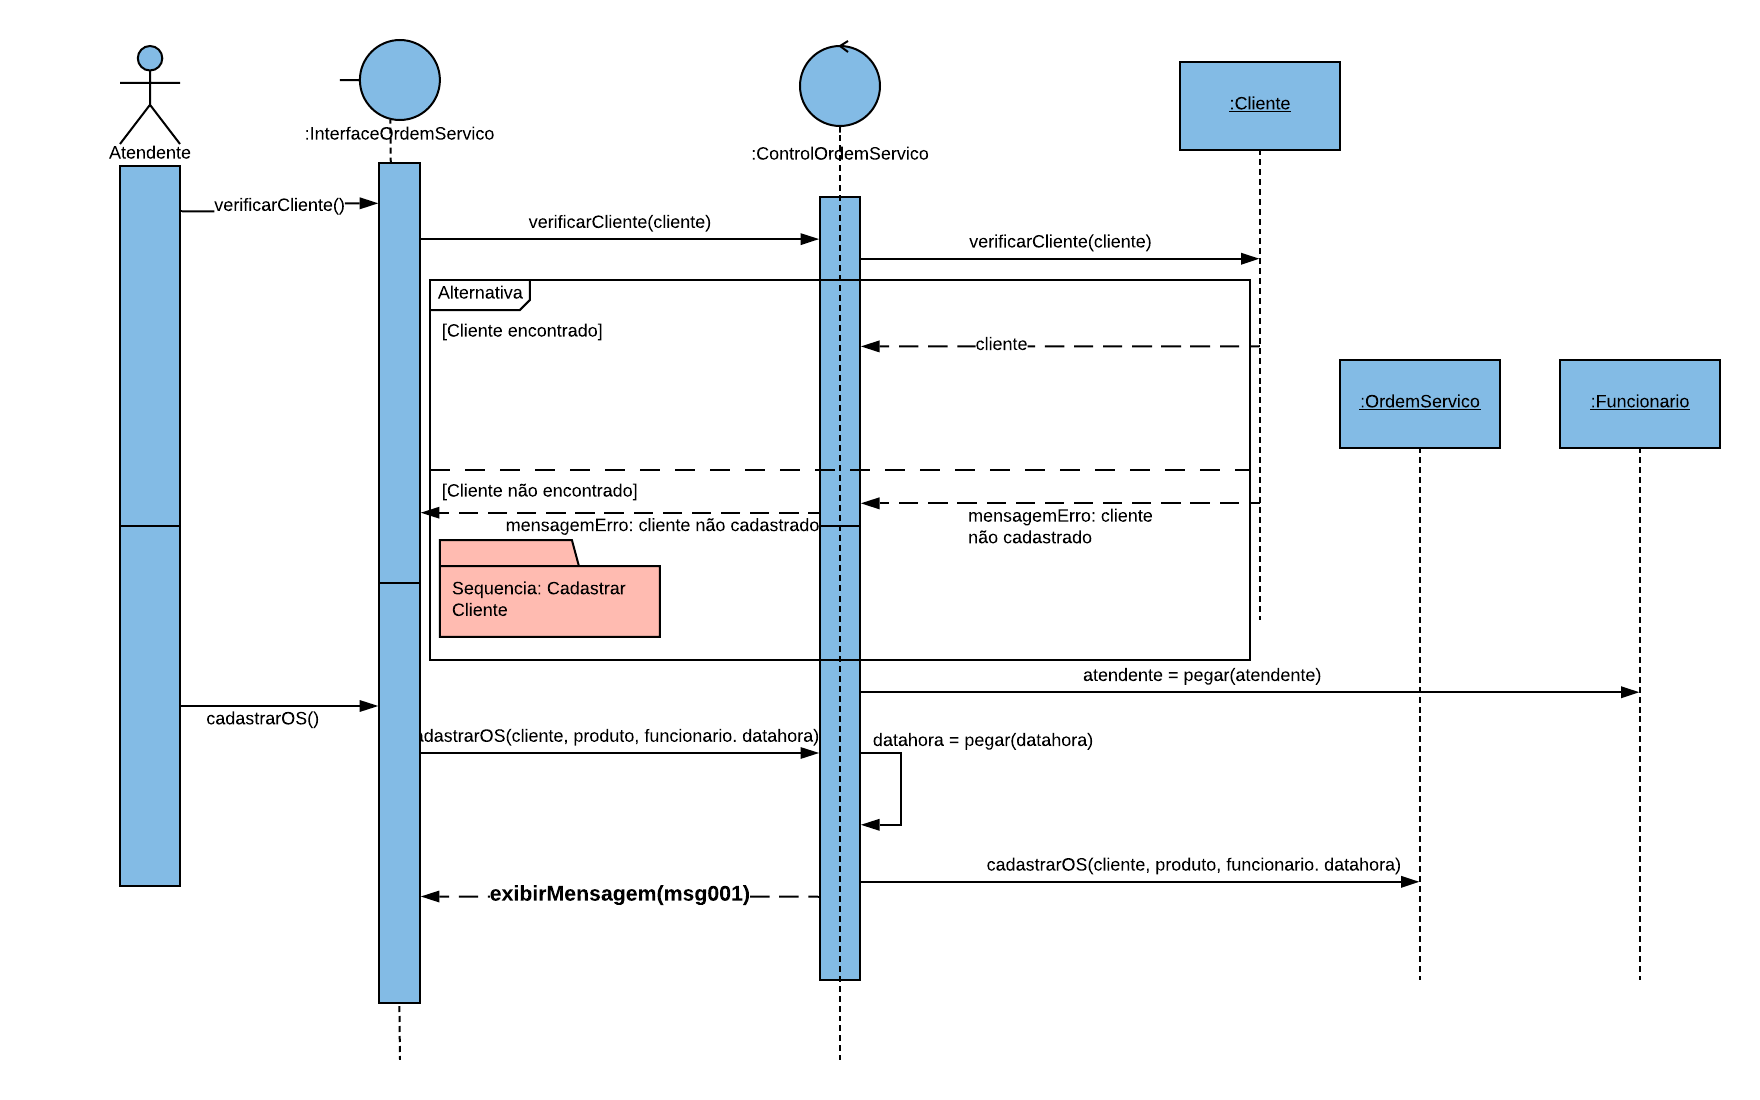 Atendente
:InterfaceOrdemServico
:ControlOrdemServico
:Cliente
verificarCliente()
verificarCliente(cliente)
verificarCliente(cliente)
Alternativa
[Cliente encontrado]
cliente
:OrdemServico
:Funcionario
[Cliente não encontrado]
mensagemErro: cliente não cadastrado
mensagemErro: cliente
não cadastrado
Sequencia: Cadastrar
Cliente
atendente = pegar(atendente)
cadastrarOS()
adastrarOS(cliente, produto, funcionario. datahora)
datahora = pegar(datahora)
cadastrarOS(cliente, produto, funcionario. datahora)
exibirMensagem(msg001)